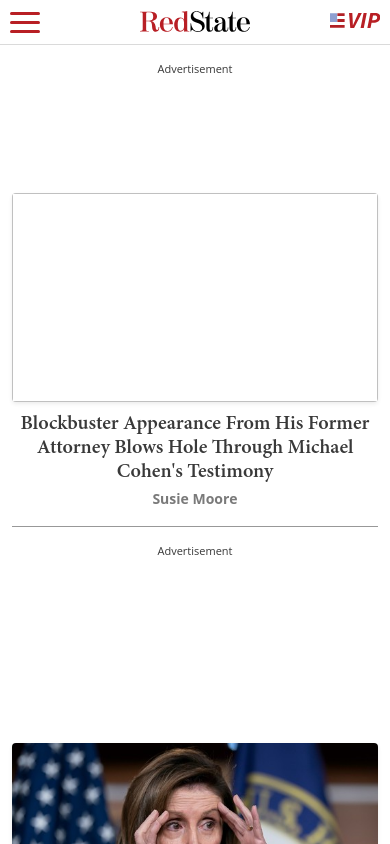 RedState
VIP
Advertisement
Blockbuster Appearance From His Former
Attorney Blows Hole Through Michael
Cohen's Testimony
Susie Moore
Advertisement